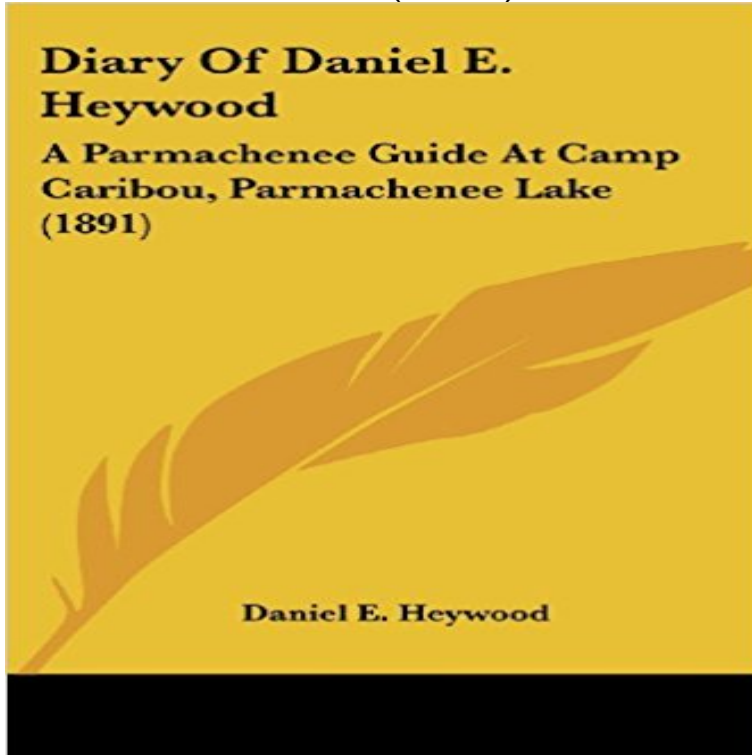 Diary Of Daniel E.
Heywood
A Parmachenee Guide At Camp
Caribou, Parmachenee Lake
(1891)
Daniel E. Heywood